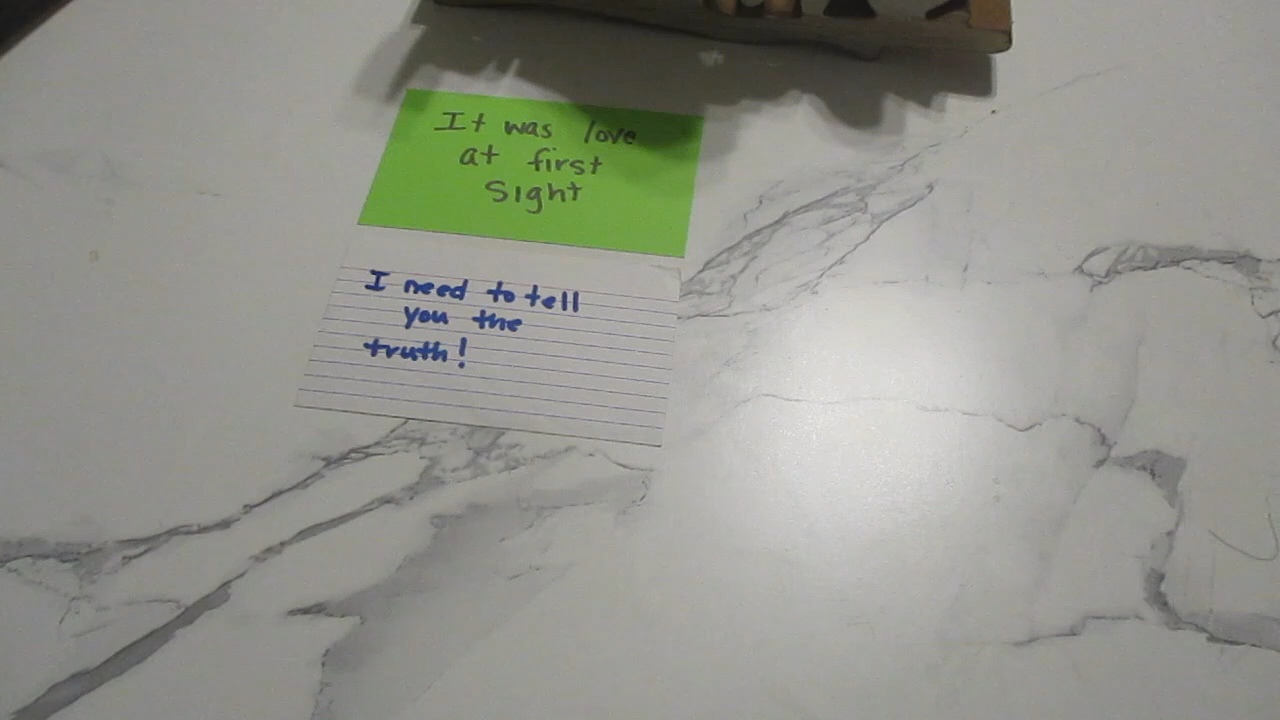 It was love
at first
Sight
I need to tell
you the
truth!